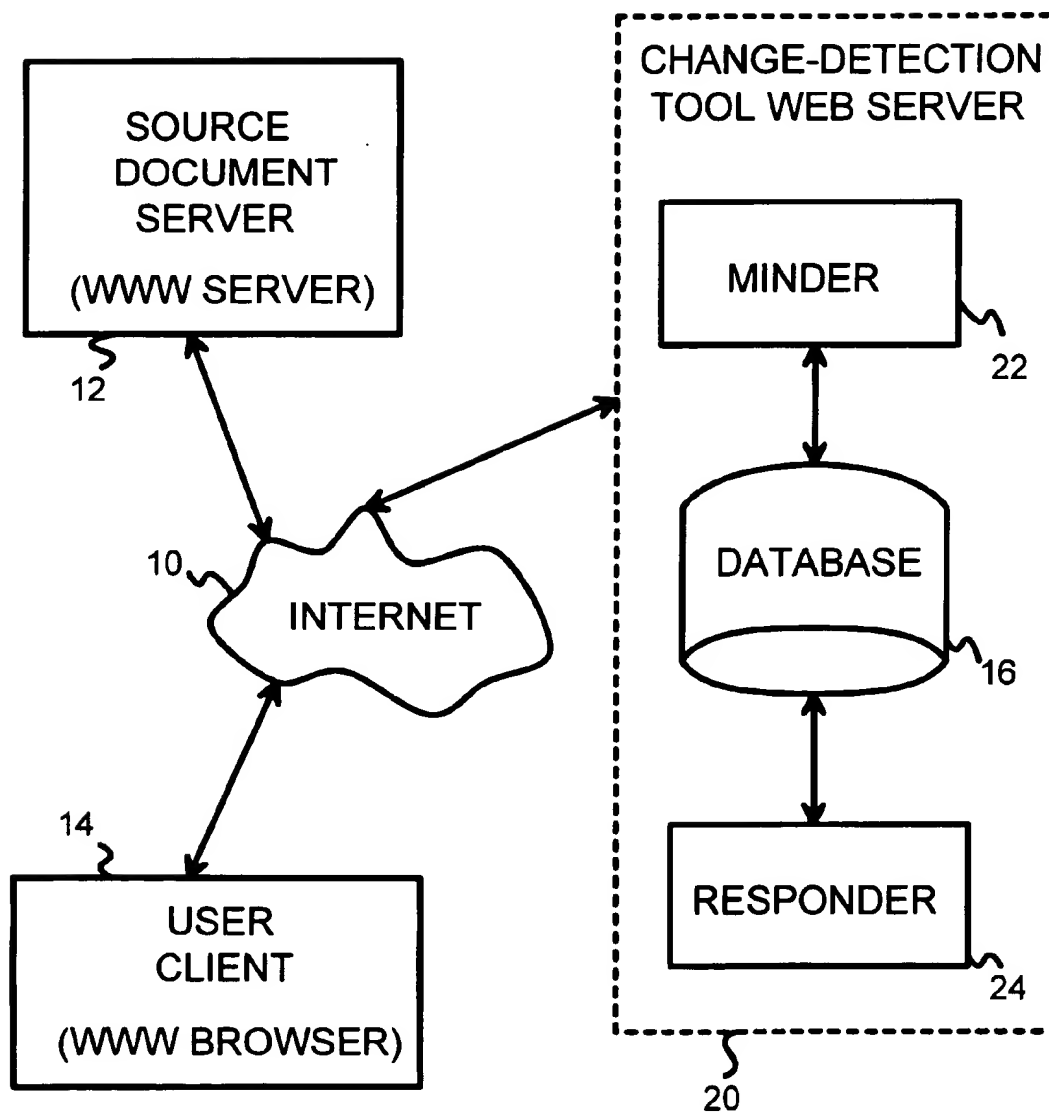 SOURCE
DOCUMENT
SERVER
(WWW SERVER)
12
CHANGE-DETECTION
TOOL WEB SERVER
MINDER
22
10
INTERNET
DATABASE
16
14
USER
CLIENT
(WWW BROWSER)
RESPONDER
24
20